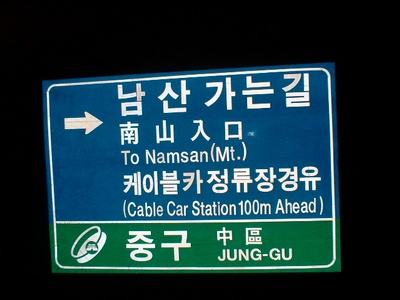 남산가는길
南山入口
To Namsan(Mt.)
케이블카정류장경유
(Cable Car Station 100m Ahead)
중구 中區
JUNG-GU